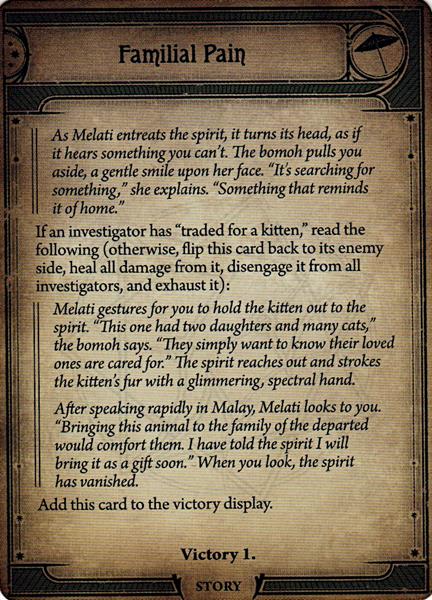 Familial Pain
As Melati entreats the spirit, it turns its head, as if
it hears something you can't. The bomoh pulls you
aside, a gentle smile upon her face. “It's searching for
something,” she explains. “Something that reminds
it of home.”
If an investigator has “traded for a kitten,” read the
following (otherwise, flip this card back to its enemy
side, heal all damage from it, disengage it from all
investigators, and exhaust it):
Melati gestures for you to hold the kitten out to the
spirit. “This one had two daughters and many cats,”
the bomoh says. “They simply want to know their loved
ones are cared for.” The spirit reaches out and strokes
the kitten's fur with a glimmering, spectral hand.
After speaking rapidly in Malay, Melati looks to you.
“Bringing this animal to the family of the departed
would comfort them. I have told the spirit I will
bring it as a gift soon.” When you look, the spirit
has vanished.
Add this card to the victory display.
Victory 1.
STORY